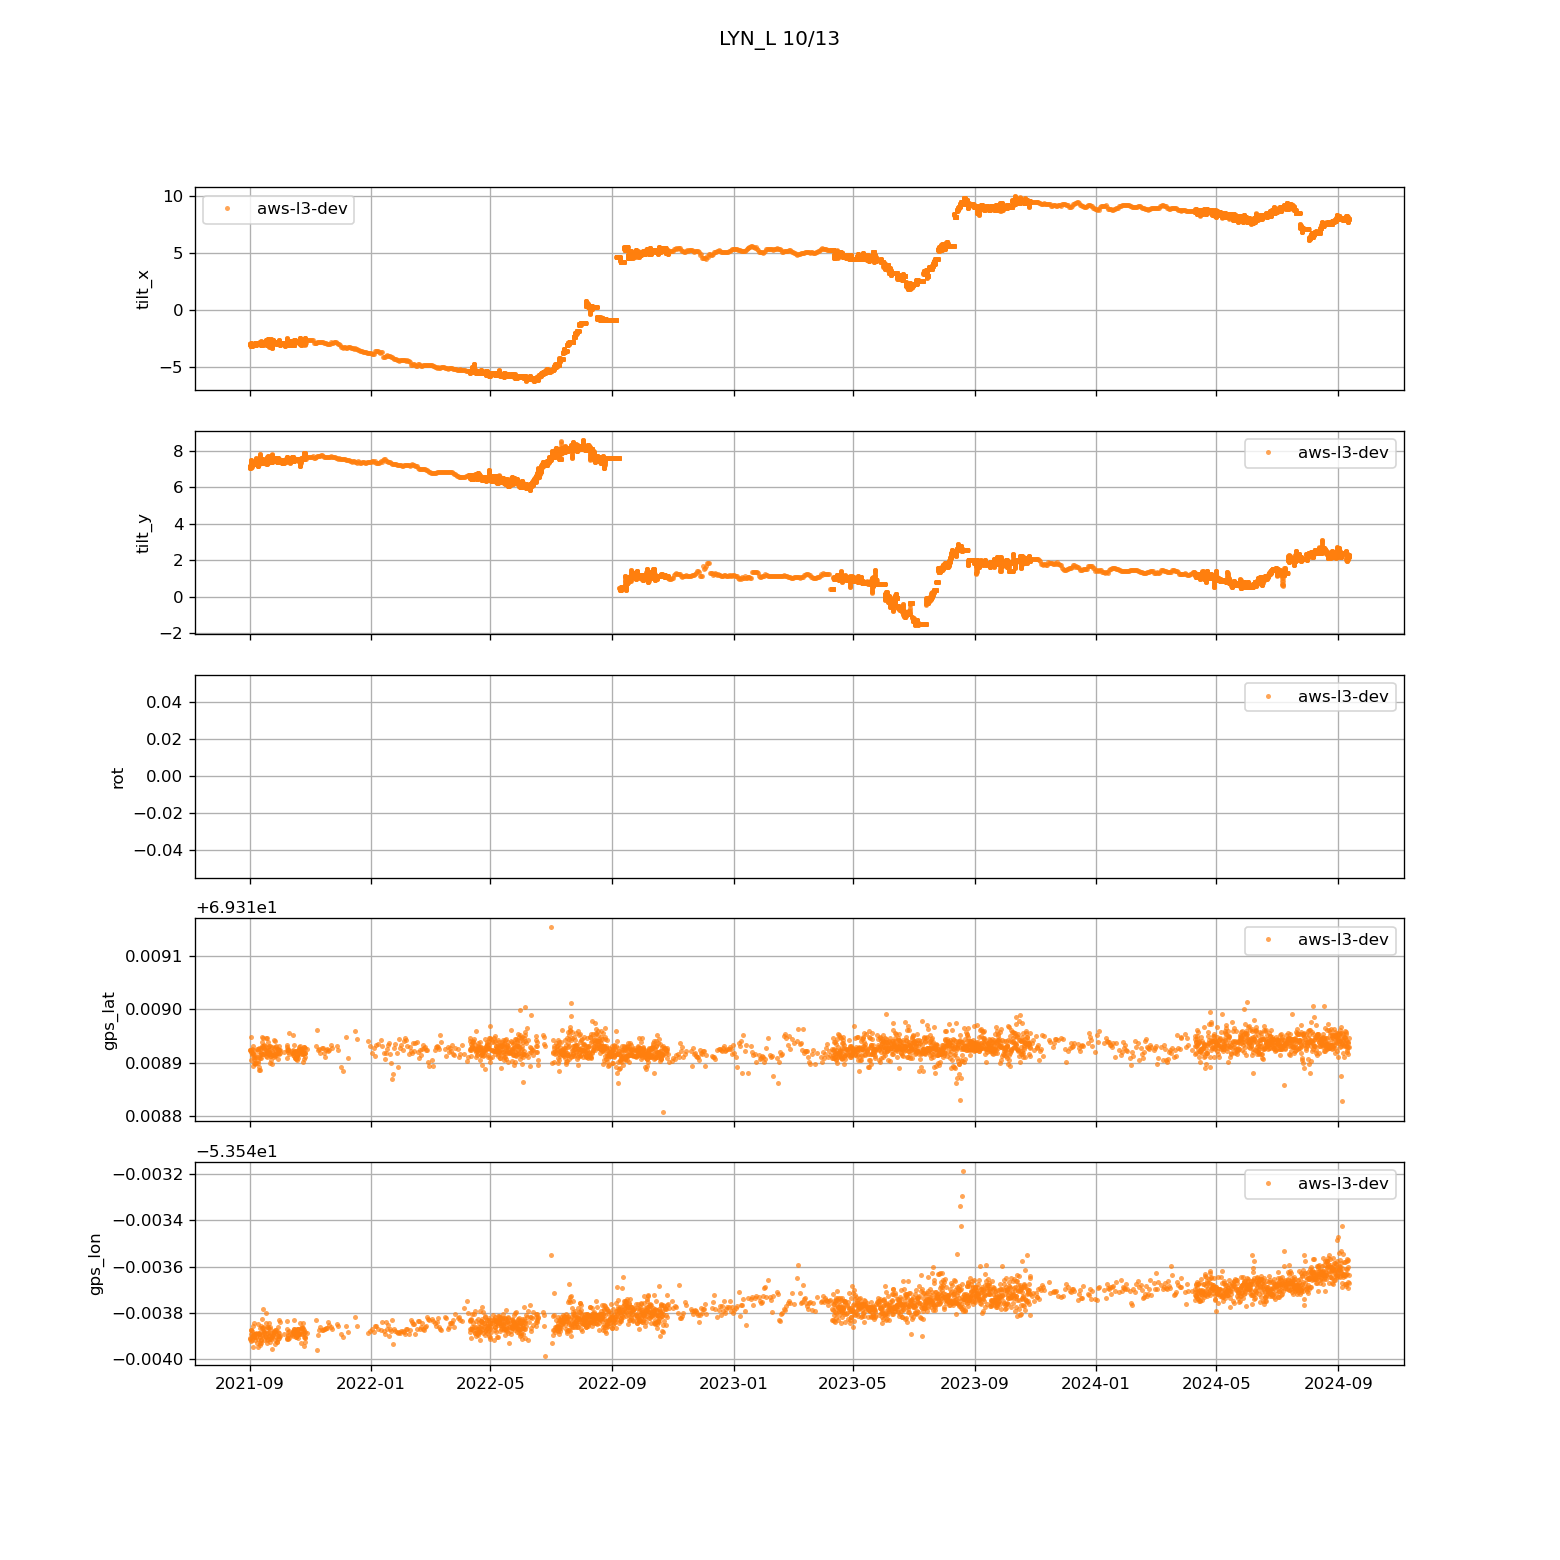 LYN_L 10/13
10
5
0
−5
tilt_x
aws-l3-dev
8
6
4
2
0
−2
tilt_y
aws-l3-dev
0.04
0.02
0.00
−0.02
−0.04
rot
aws-l3-dev
+6.931e1
0.00891
0.00890
0.00889
0.00888
gps_lat
aws-l3-dev
−5.354e1
−0.0032
−0.0034
−0.0036
−0.0038
−0.0040
gps_lon
aws-l3-dev
2021-09 2022-01 2022-05 2022-09 2023-01 2023-05 2023-09 2024-01 2024-05 2024-09